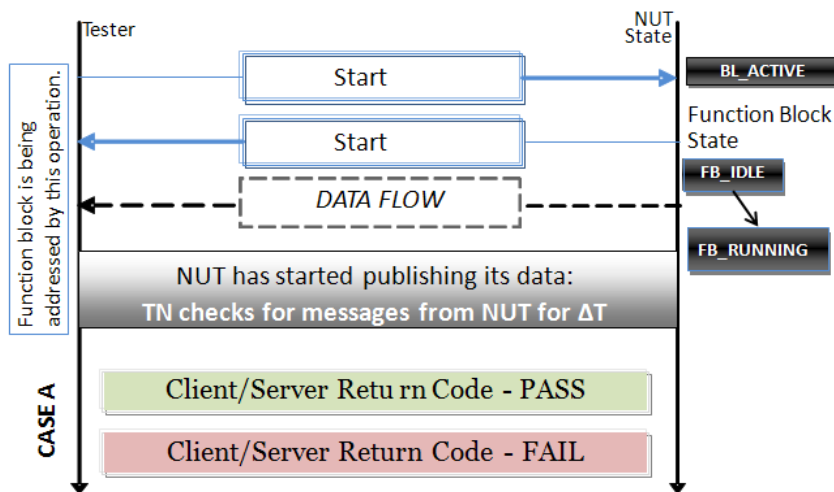 Tester
NUT
State
Start
BL_ACTIVE
Function block is being
addressed by this operation.
Start
Function Block
State
DATA FLOW
FB_IDLE
FB_RUNNING
NUT has started publishing its data:
TN checks for messages from NUT for ΔT
CASE A
Client/Server Return Code - PASS
Client/Server Return Code - FAIL